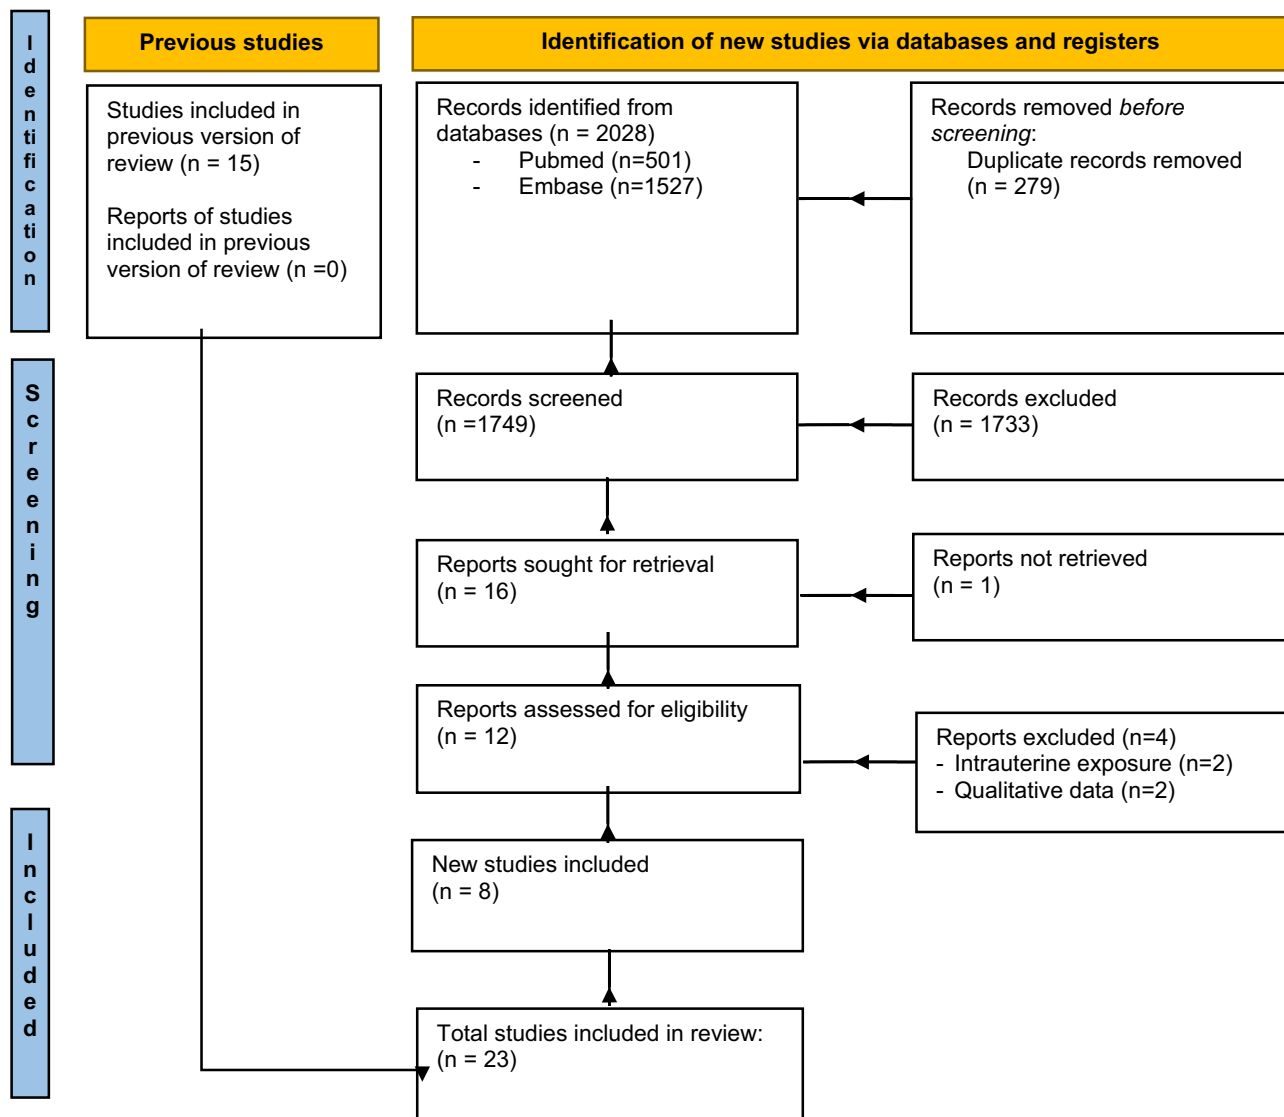 Identification
Previous studies
Identification of new studies via databases and registers
Studies included in
previous version of
review (n = 15)
Reports of studies
included in previous
version of review (n =0)
Records identified from
databases (n = 2028)
- Pubmed (n=501)
- Embase (n=1527)
Records removed before
screening:
Duplicate records removed
(n = 279)
Screening
Records screened
(n =1749)
Records excluded
(n = 1733)
Reports sought for retrieval
(n = 16)
Reports not retrieved
(n = 1)
Reports assessed for eligibility
(n = 12)
Reports excluded (n=4)
- Intrauterine exposure (n=2)
- Qualitative data (n=2)
Included
New studies included
(n = 8)
Total studies included in review:
(n = 23)